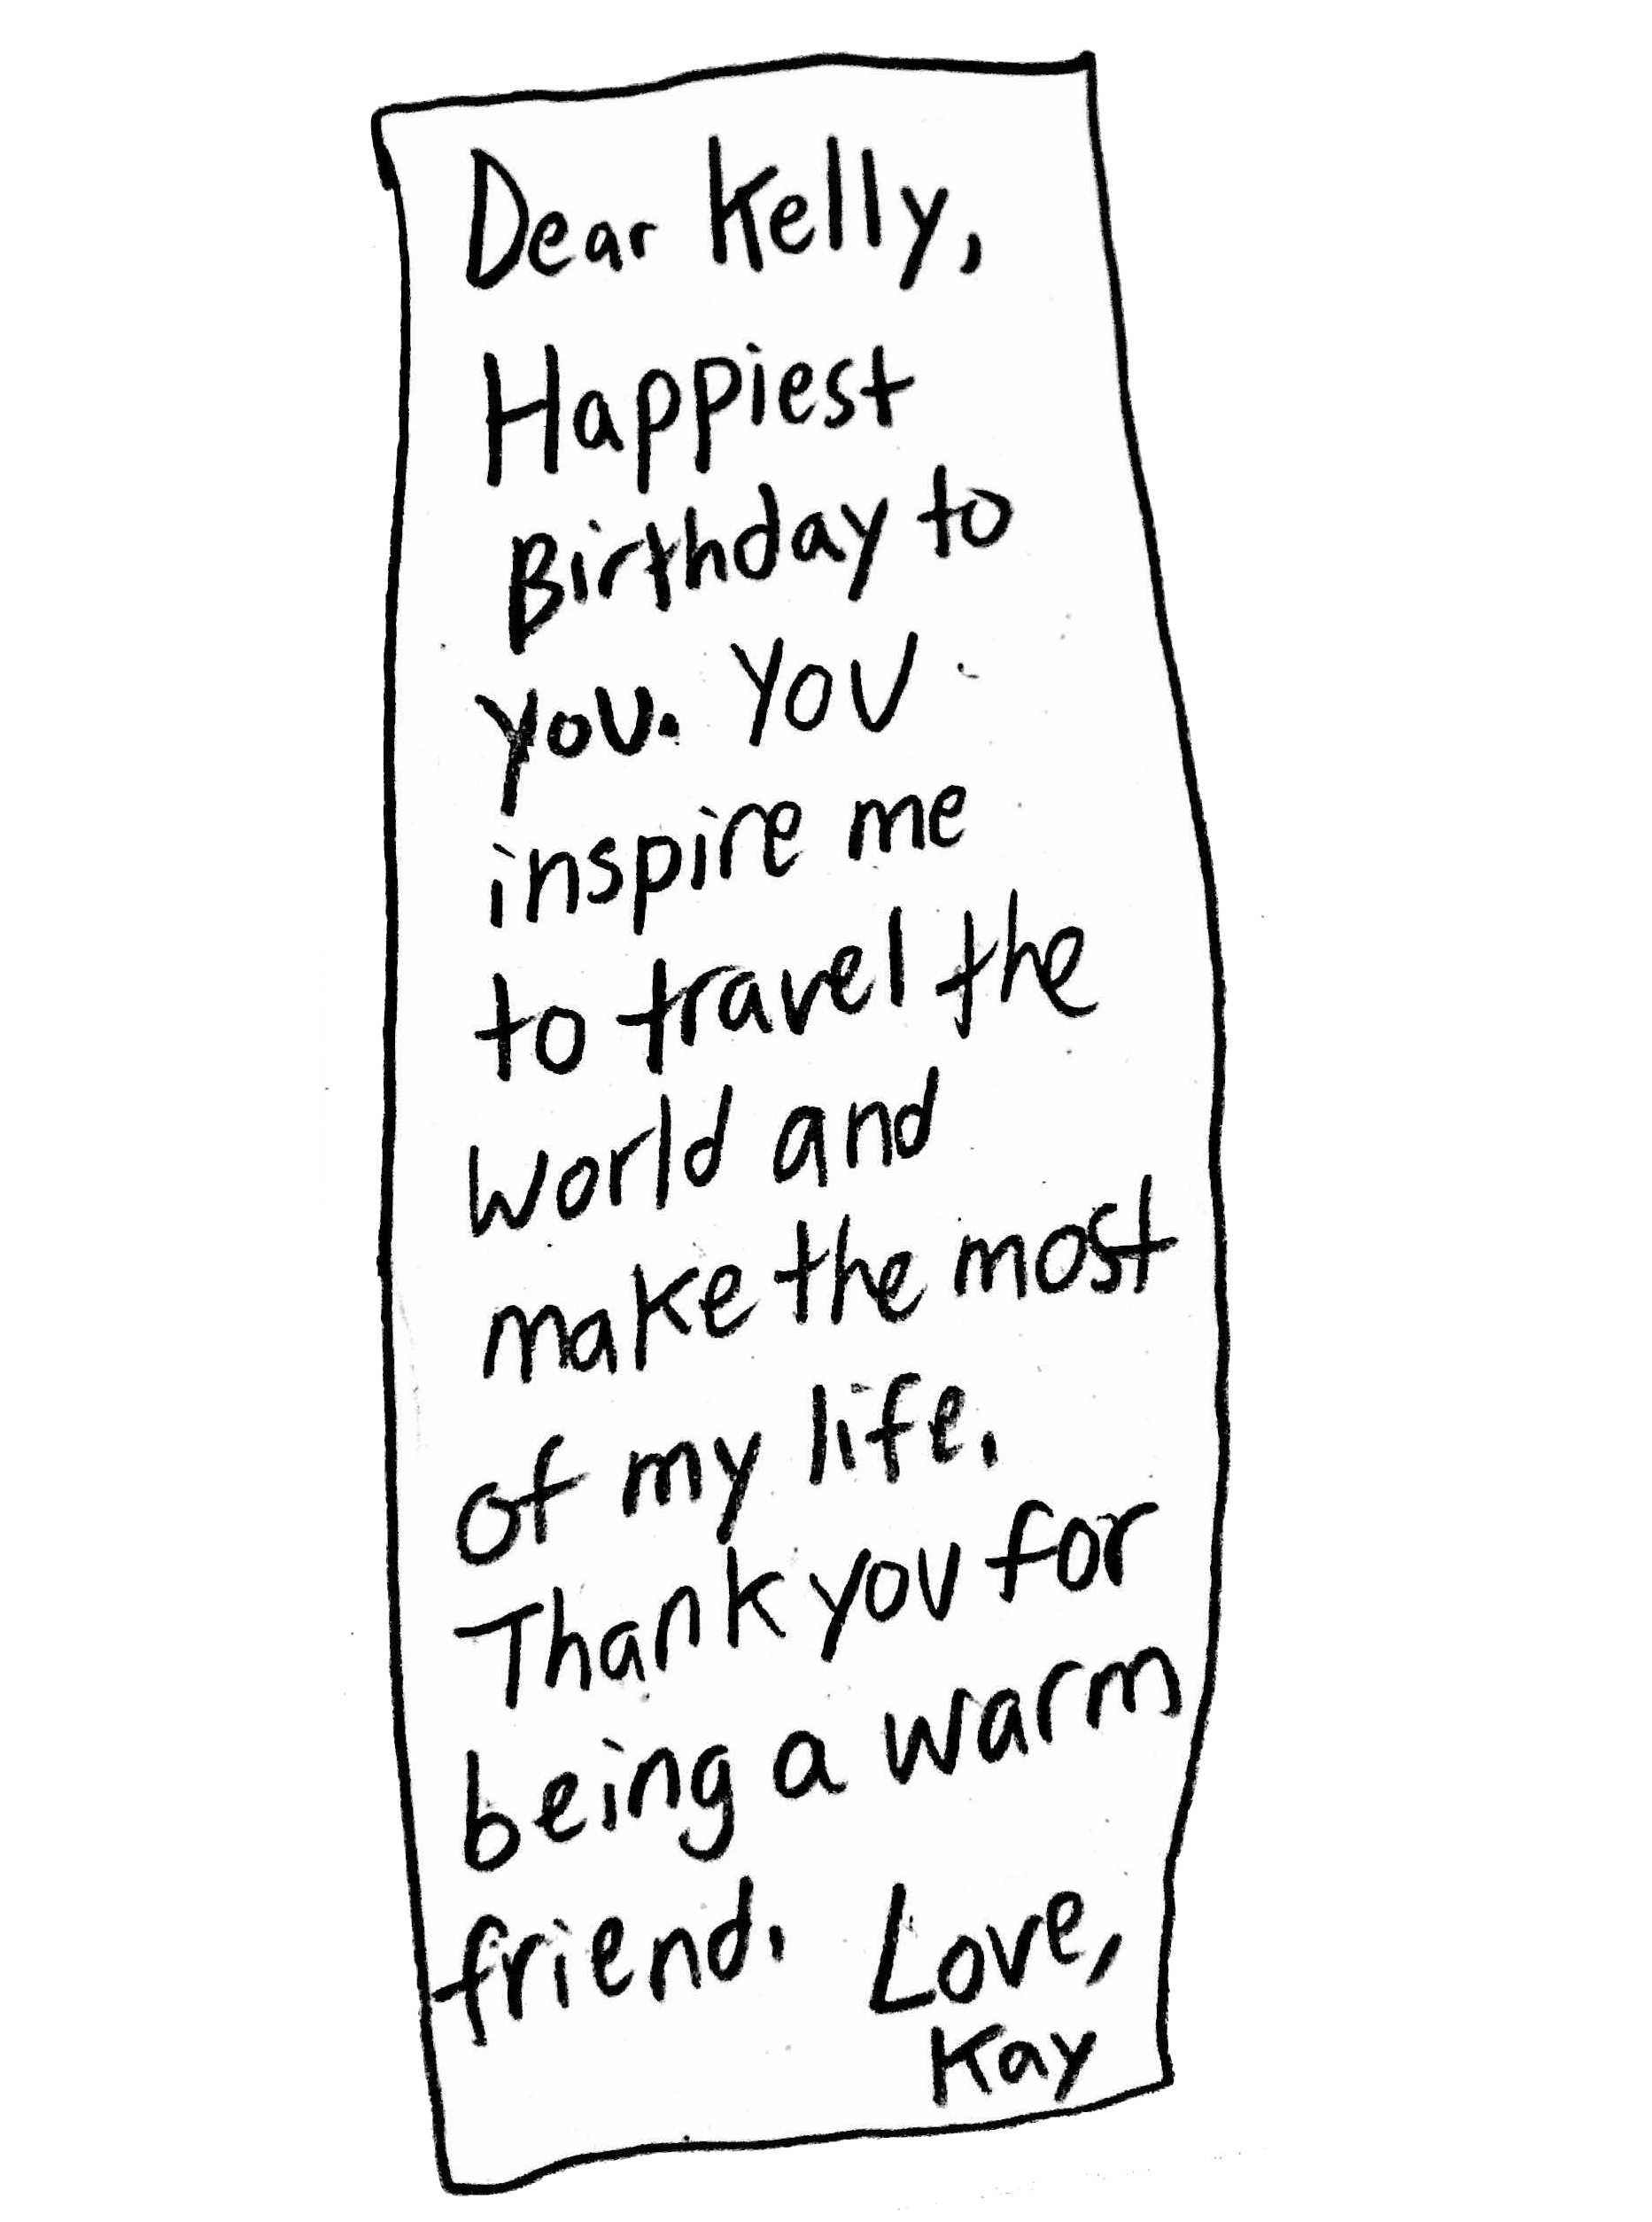 Dear Kelly,
Happiest
Birthday to
you. You
inspire me
to travel the
world and
make the most
of my life.
Thank you for
being a warm
friend. Love,
Kay